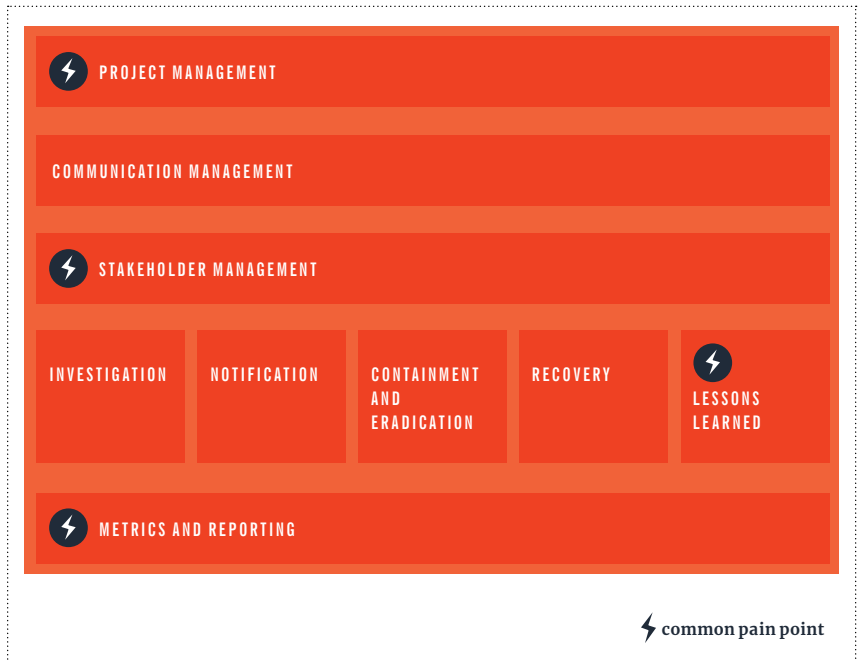 PROJECT MANAGEMENT
COMMUNICATION MANAGEMENT
STAKEHOLDER MANAGEMENT
INVESTIGATION
NOTIFICATION
CONTAINMENT
AND
ERADICATION
RECOVERY
LESSONS
LEARNED
METRICS AND REPORTING
common pain point